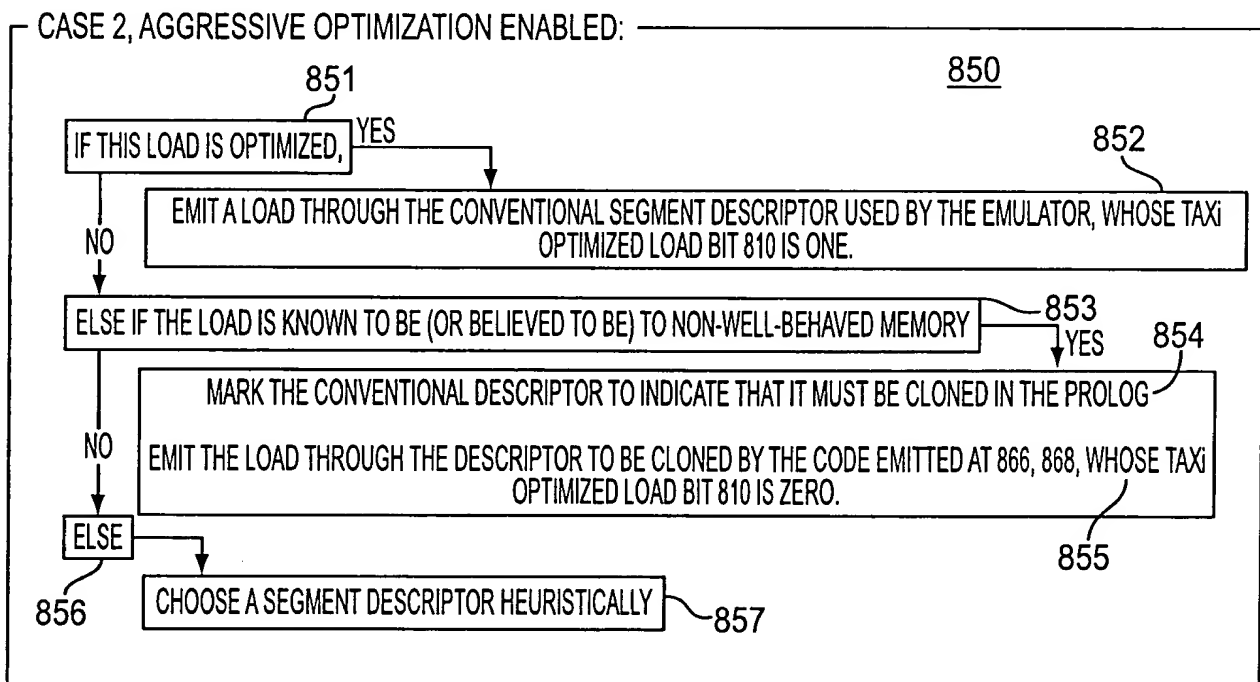 CASE 2, AGGRESSIVE OPTIMIZATION ENABLED:
850
851
IF THIS LOAD IS OPTIMIZED,
YES
852
EMIT A LOAD THROUGH THE CONVENTIONAL SEGMENT DESCRIPTOR USED BY THE EMULATOR, WHOSE TAXi
OPTIMIZED LOAD BIT 810 IS ONE.
NO
ELSE IF THE LOAD IS KNOWN TO BE (OR BELIEVED TO BE) TO NON-WELL-BEHAVED MEMORY
853
YES
854
MARK THE CONVENTIONAL DESCRIPTOR TO INDICATE THAT IT MUST BE CLONED IN THE PROLOG
NO
EMIT THE LOAD THROUGH THE DESCRIPTOR TO BE CLONED BY THE CODE EMITTED AT 866, 868, WHOSE TAXi
OPTIMIZED LOAD BIT 810 IS ZERO.
855
ELSE
856
CHOOSE A SEGMENT DESCRIPTOR HEURISTICALLY
857